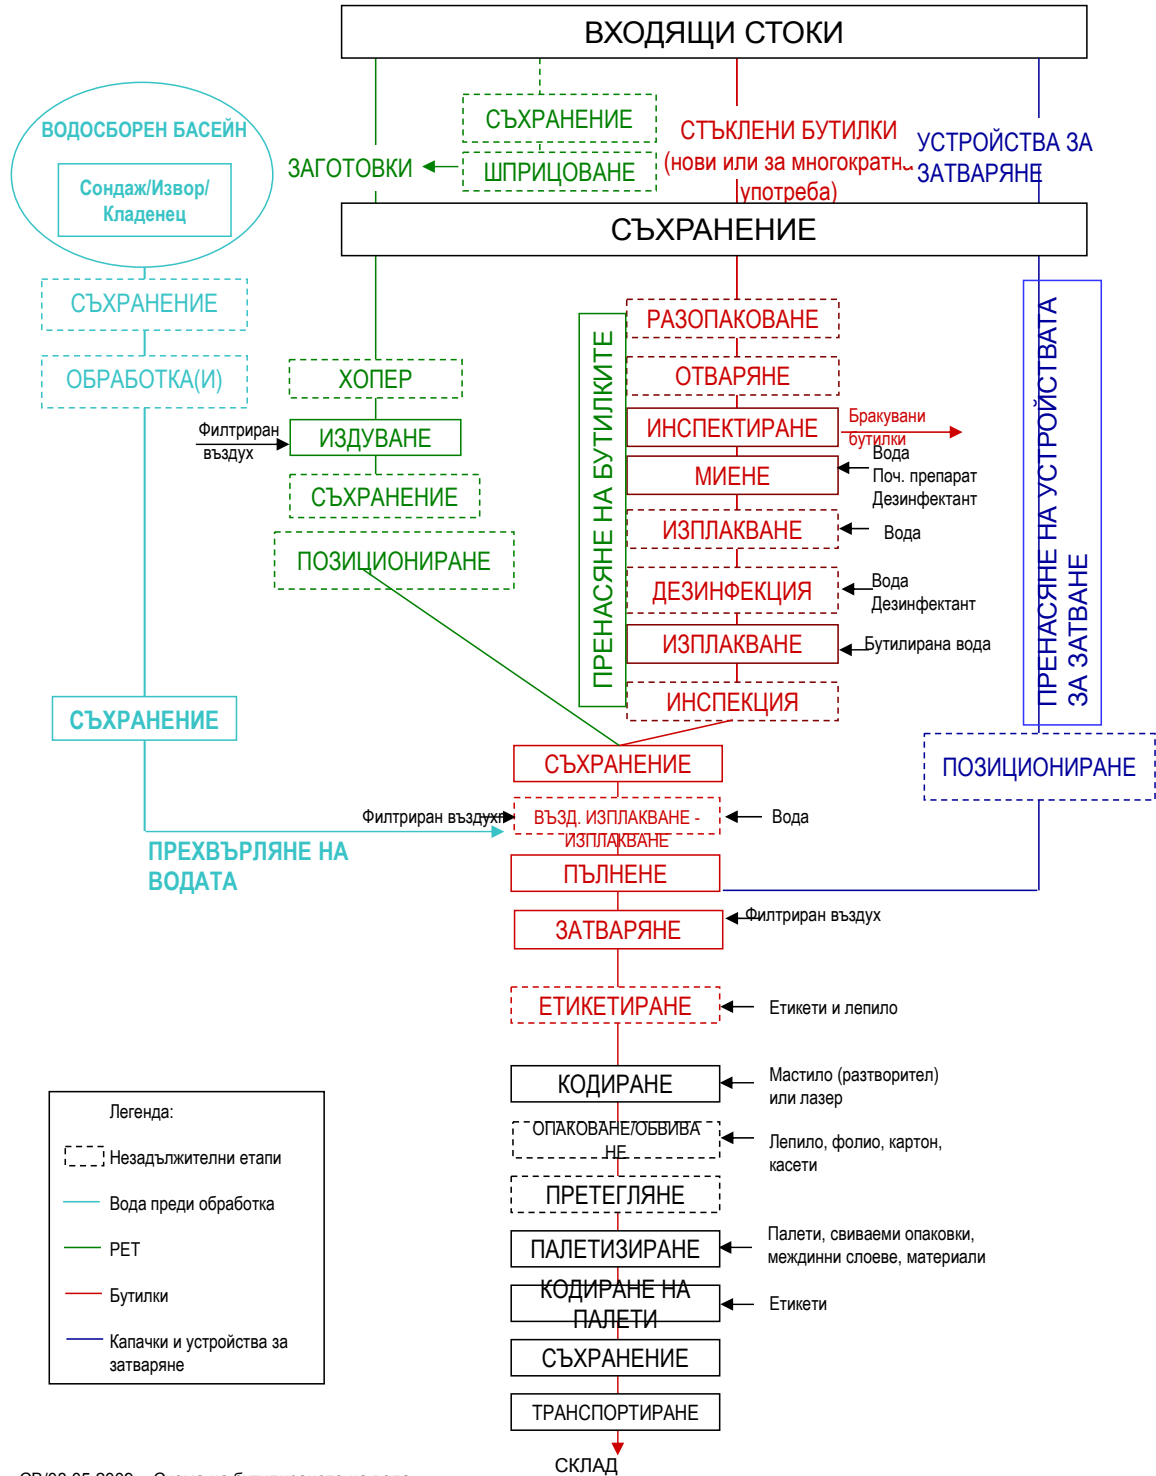 ВХОДЯЩИ СТОКИ
ВОДОСБОРЕН БАСЕЙН
Сондаж/Извор/
Кладенец
СЪХРАНЕНИЕ
ШПРИЦОВАНЕ
ЗАГОТОВКИ
СТЪКЛЕНИ БУТИЛКИ
(нови или за многократна
употреба)
УСТРОЙСТВА ЗА
ЗАТВАРЯНЕ
СЪХРАНЕНИЕ
СЪХРАНЕНИЕ
ОБРАБОТКА(И)
ХОПЕР
Филтриран
въздух
ИЗДУВАНЕ
СЪХРАНЕНИЕ
ПОЗИЦИОНИРАНЕ
ПРЕНАСЯНЕ НА БУТИЛКИТЕ
РАЗОПАКОВАНЕ
ОТВАРЯНЕ
ИНСПЕКТИРАНЕ
Бракувани
бутилки
МИЕНЕ
Вода
Поч. препарат
Дезинфектант
ИЗПЛАКВАНЕ
Вода
ДЕЗИНФЕКЦИЯ
Вода
Дезинфектант
ИЗПЛАКВАНЕ
Бутилирана вода
ИНСПЕКЦИЯ
ПРЕНАСЯНЕ НА УСТРОЙСТВАТА
ЗА ЗАТВАНЕ
СЪХРАНЕНИЕ
СЪХРАНЕНИЕ
ПОЗИЦИОНИРАНЕ
Филтриран въздух
ВЪЗД. ИЗПЛАКВАНЕ -
ИЗПЛАКВАНЕ
Вода
ПРЕХВЪРЛЯНЕ НА
ВОДАТА
ПЪЛНЕНЕ
ЗАТВАРЯНЕ
Филтриран въздух
ЕТИКЕТИРАНЕ
Етикети и лепило
КОДИРАНЕ
Мастило (разтворител)
или лазер
ОПАКОВАНЕ/ОБВИВА
НЕ
Лепило, фолио, картон,
касети
ПРЕТЕГЛЯНЕ
ПАЛЕТИЗИРАНЕ
Палети, свиваеми опаковки,
междинни слоеве, материали
КОДИРАНЕ НА
ПАЛЕТИ
Етикети
СЪХРАНЕНИЕ
ТРАНСПОРТИРАНЕ
СКЛАД
Легенда:
Незадължителни етапи
Вода преди обработка
PET
Бутилки
Капачки и устройства за
затваряне